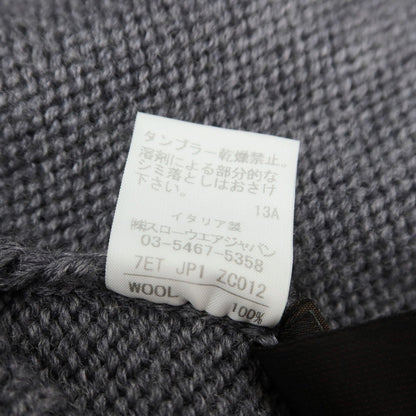 タンブラー乾燥禁止。
溶剤による部分的な
シミ落としはおさけ
下さい。
13A
イタリア製
㈱スローウエアジャパン
03-5467-5358
7ET JP1 ZC012
WOOL 100%